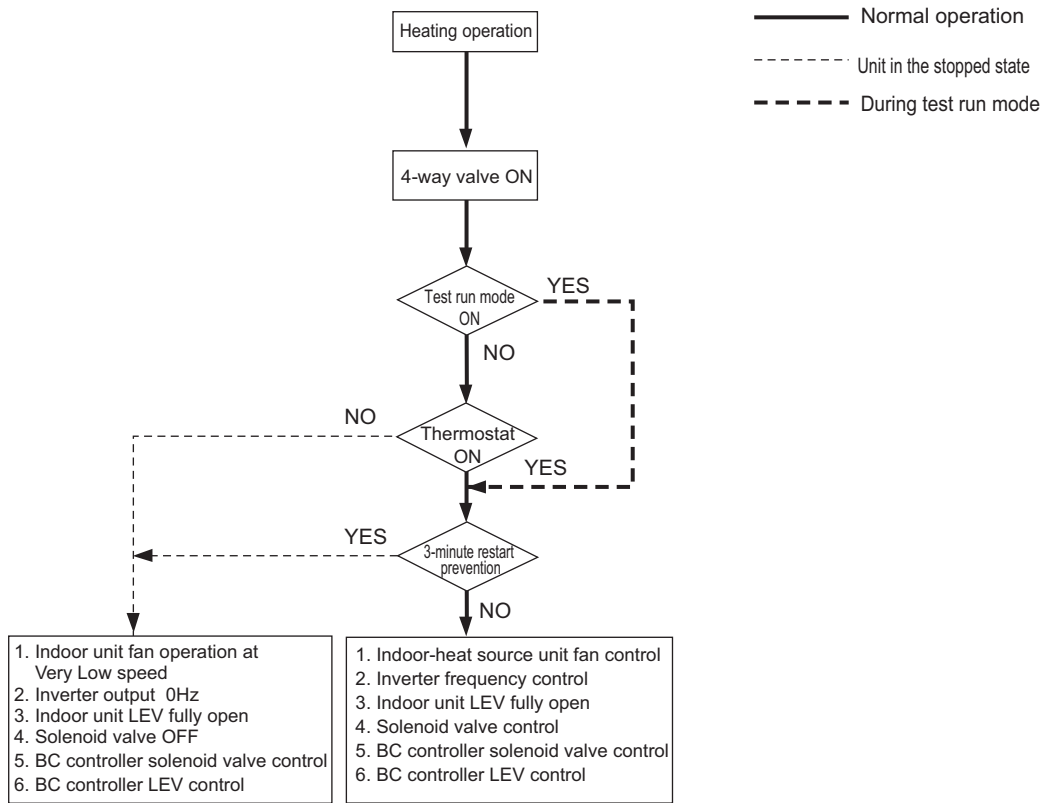 Heating operation
Normal operation
Unit in the stopped state
During test run mode
4-way valve ON
Test run mode
ON
YES
NO
NO
Thermostat
ON
YES
YES
3-minute restart
prevention
NO
1. Indoor unit fan operation at
Very Low speed
2. Inverter output 0Hz
3. Indoor unit LEV fully open
4. Solenoid valve OFF
5. BC controller solenoid valve control
6. BC controller LEV control
1. Indoor-heat source unit fan control
2. Inverter frequency control
3. Indoor unit LEV fully open
4. Solenoid valve control
5. BC controller solenoid valve control
6. BC controller LEV control